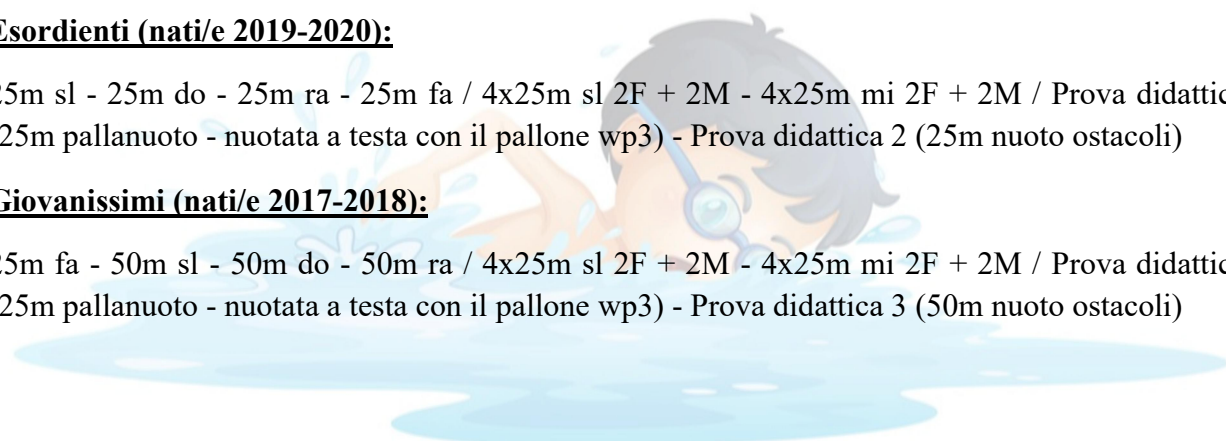 Esordienti (nati/e 2019-2020):
5m sl - 25m do - 25m ra - 25m fa / 4x25m sl 2F + 2M - 4x25m mi 2F + 2M / Prova didattic
25m pallanuoto - nuotata a testa con il pallone wp3) - Prova didattica 2 (25m nuoto ostacoli)
Giovanissimi (nati/e 2017-2018):
5m fa - 50m sl - 50m do - 50m ra / 4x25m sl 2F + 2M - 4x25m mi 2F + 2M / Prova didattic
25m pallanuoto - nuotata a testa con il pallone wp3) - Prova didattica 3 (50m nuoto ostacoli)